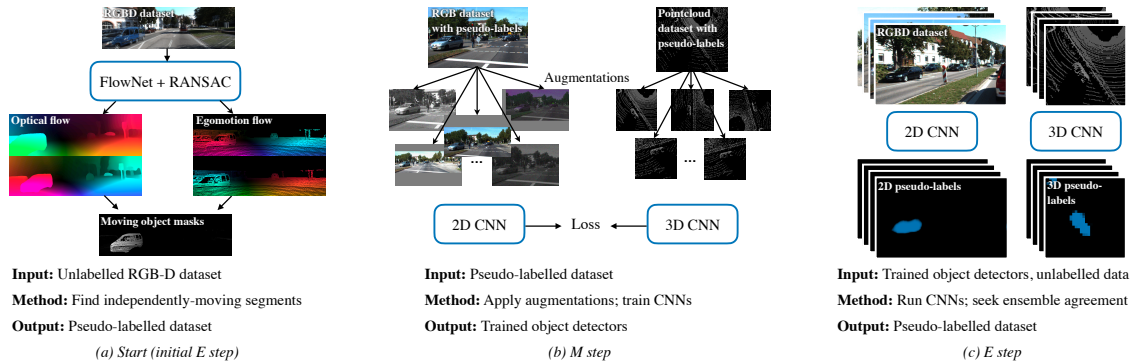 RGBD dataset
FlowNet + RANSAC
Optical flow
Egomotion flow
Moving object masks
Input: Unlabelled RGB-D dataset
Method: Find independently-moving segments
Output: Pseudo-labelled dataset
(a) Start (initial E step)
RGB dataset
with pseudo-labels
Pointcloud
dataset with
pseudo-labels
Augmentations
...
...
2D CNN
Loss
3D CNN
Input: Pseudo-labelled dataset
Method: Apply augmentations; train CNNs
Output: Trained object detectors
(b) M step
RGBD dataset
2D CNN
3D CNN
2D pseudo-labels
3D pseudo-
labels
Input: Trained object detectors, unlabelled data
Method: Run CNNs; seek ensemble agreement
Output: Pseudo-labelled dataset
(c) E step